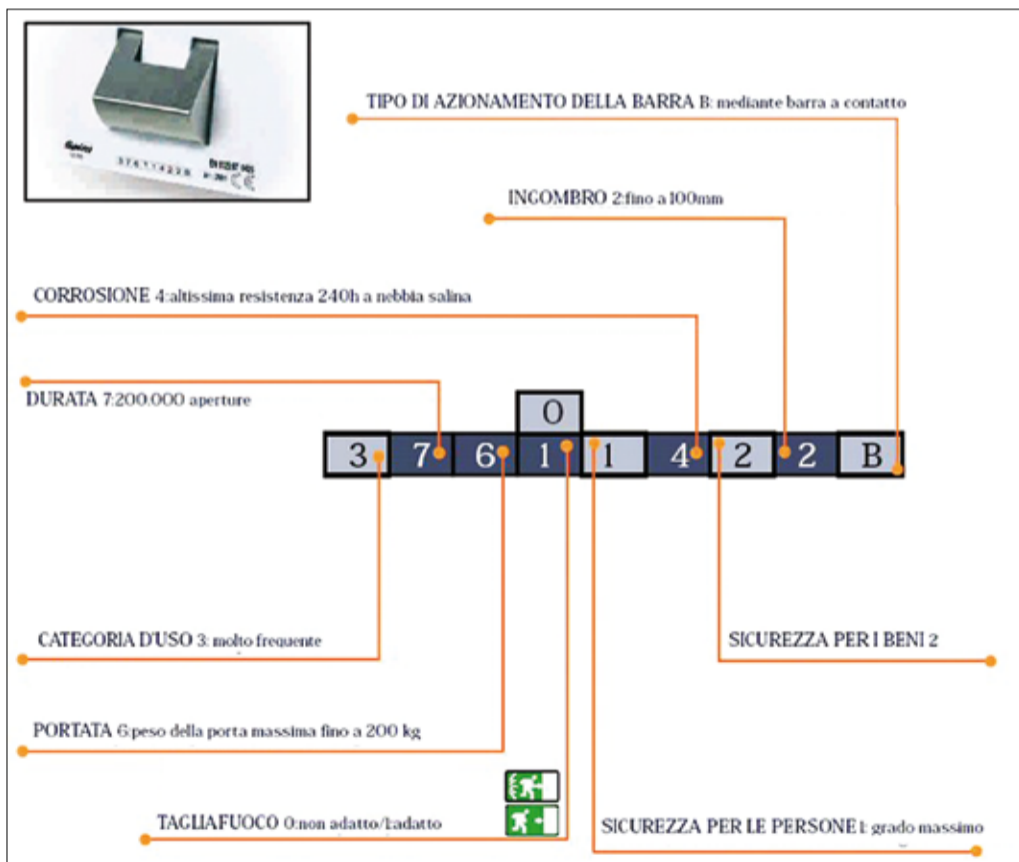 TIPO DI AZIONAMENTO DELLA BARRA B: mediante barra a contatto
INGOMBRO 2:fino a 100mm
CORROSIONE 4:altissima resistenza 240h a nebbia salina
DURATA 7:200.000 aperture
0
3 7 6 1 1 4 2 2 B
CATEGORIA D'USO 3: molto frequente
SICUREZZA PER I BENI 2
PORTATA 6:peso della porta massima fino a 200 kg
TAGLIAFUOCO 0:non adatto/1:adatto
SICUREZZA PER LE PERSONE 1: grado massimo